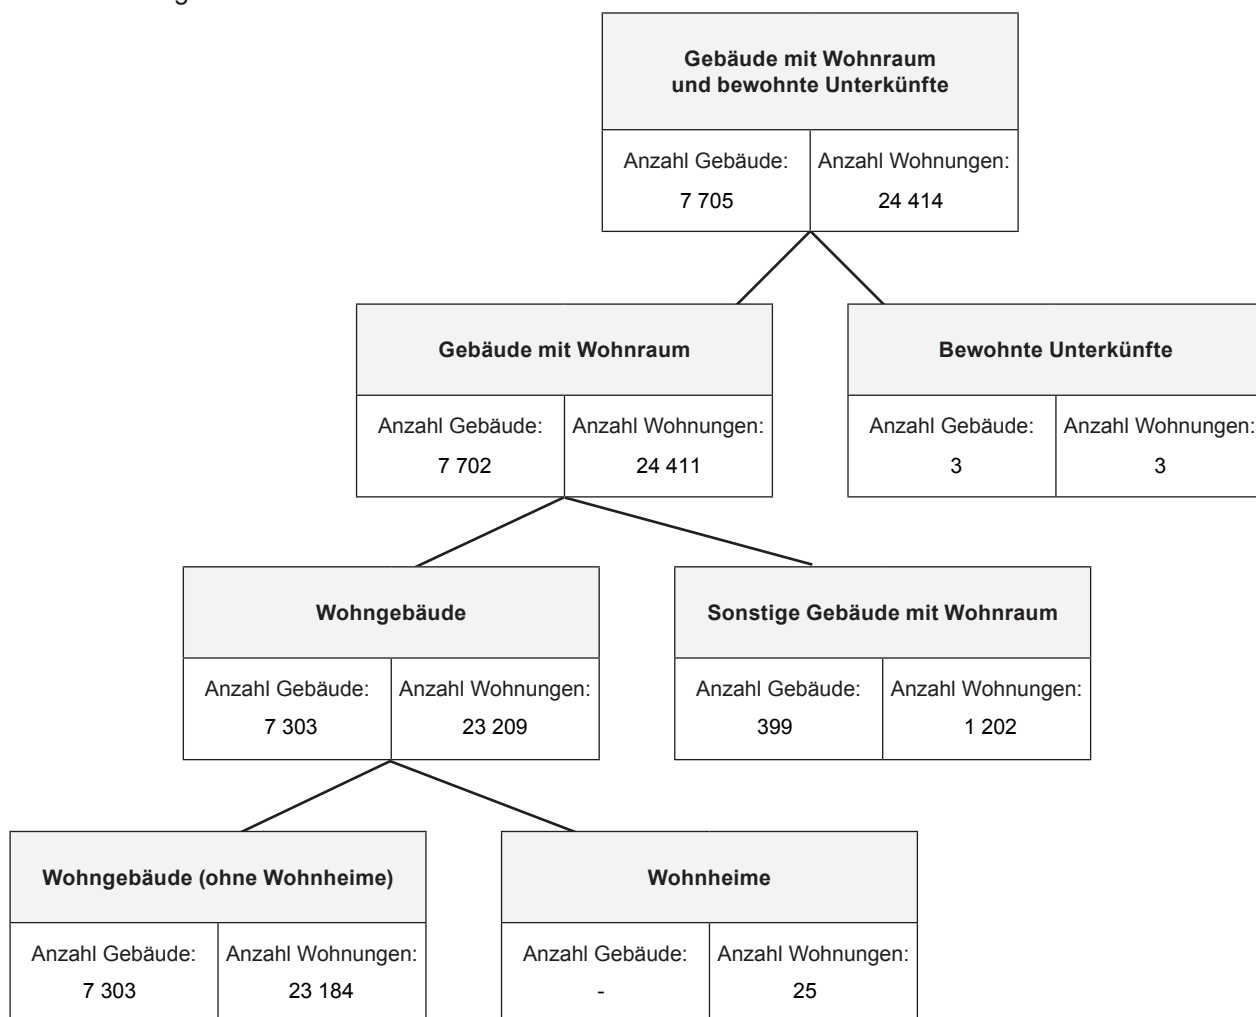 Gebäude mit Wohnraum
und bewohnte Unterkünfte
Anzahl Gebäude: Anzahl Wohnungen:
7 705 24 414
Gebäude mit Wohnraum Bewohnte Unterkünfte
Anzahl Gebäude: Anzahl Wohnungen: Anzahl Gebäude: Anzahl Wohnungen:
7 702 24 411 3 3
Wohngebäude Sonstige Gebäude mit Wohnraum
Anzahl Gebäude: Anzahl Wohnungen: Anzahl Gebäude: Anzahl Wohnungen:
7 303 23 209 399 1 202
Wohngebäude (ohne Wohnheime) Wohnheime
Anzahl Gebäude: Anzahl Wohnungen: Anzahl Gebäude: Anzahl Wohnungen:
7 303 23 184 - 25